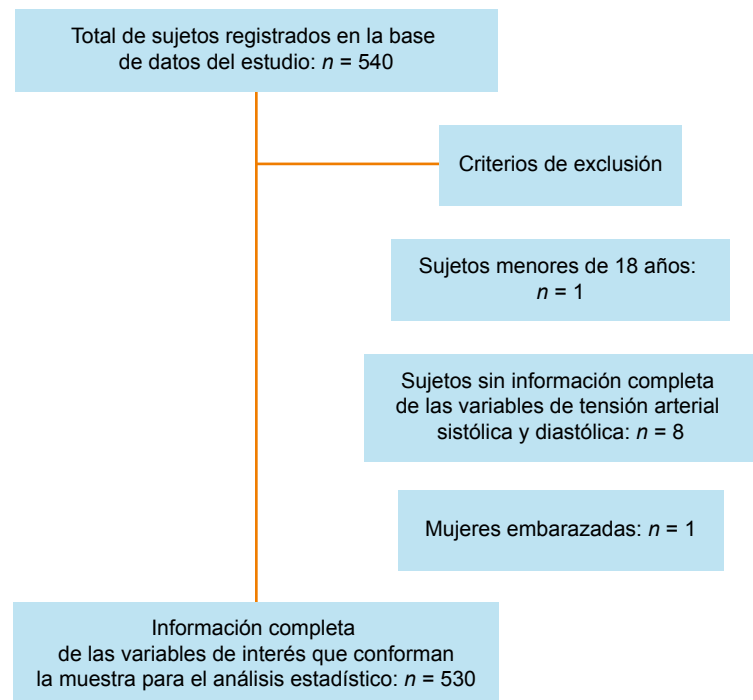 Total de sujetos registrados en la base
de datos del estudio: n = 540
Criterios de exclusión
Sujetos menores de 18 años:
n = 1
Sujetos sin información completa
de las variables de tensión arterial
sistólica y diastólica: n = 8
Mujeres embarazadas: n = 1
Información completa
de las variables de interés que conforman
la muestra para el análisis estadístico: n = 530